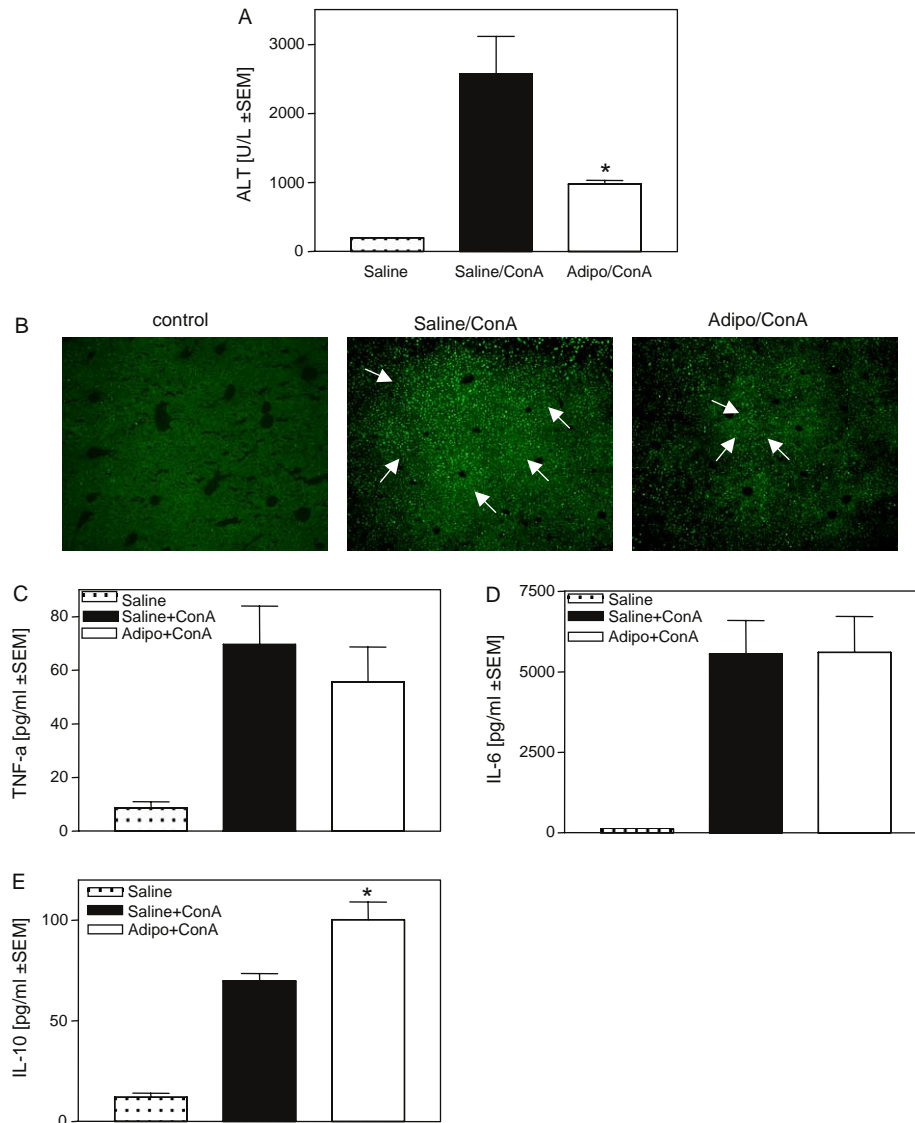 A
ALT [U/L ±SEM]
3000
2000
1000
0
*
Saline
Saline/ConA
Adipo/ConA
B
control
Saline/ConA
Adipo/ConA
C
TNF-a [pg/ml ±SEM]
80
60
40
20
0
Saline
Saline+ConA
Adipo+ConA
D
IL-6 [pg/ml ±SEM]
7500
5000
2500
0
Saline
Saline+ConA
Adipo+ConA
E
IL-10 [pg/ml ±SEM]
100
50
0
Saline
Saline+ConA
Adipo+ConA
*